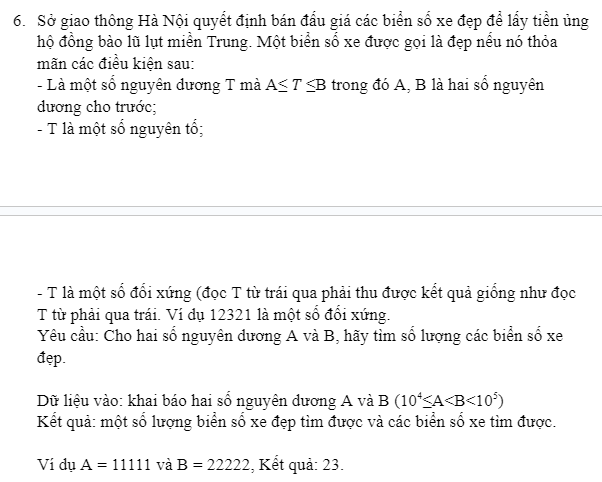 6. Sở giao thông Hà Nội quyết định bán đấu giá các biển số xe đẹp để lấy tiền ủng
hộ đồng bào lũ lụt miền Trung. Một biển số xe được gọi là đẹp nếu nó thỏa
mãn các điều kiện sau:
- Là một số nguyên dương T mà A≤ T ≤B trong đó A, B là hai số nguyên
dương cho trước;
- T là một số nguyên tố;
- T là một số đối xứng (đọc T từ trái qua phải thu được kết quả giống như đọc
T từ phải qua trái. Ví dụ 12321 là một số đối xứng.
Yêu cầu: Cho hai số nguyên dương A và B, hãy tìm số lượng các biển số xe
đẹp.
Dữ liệu vào: khai báo hai số nguyên dương A và B (10⁴≤A<B<10⁵)
Kết quả: một số lượng biển số xe đẹp tìm được và các biển số xe tìm được.
Ví dụ A = 11111 và B = 22222, Kết quả: 23.